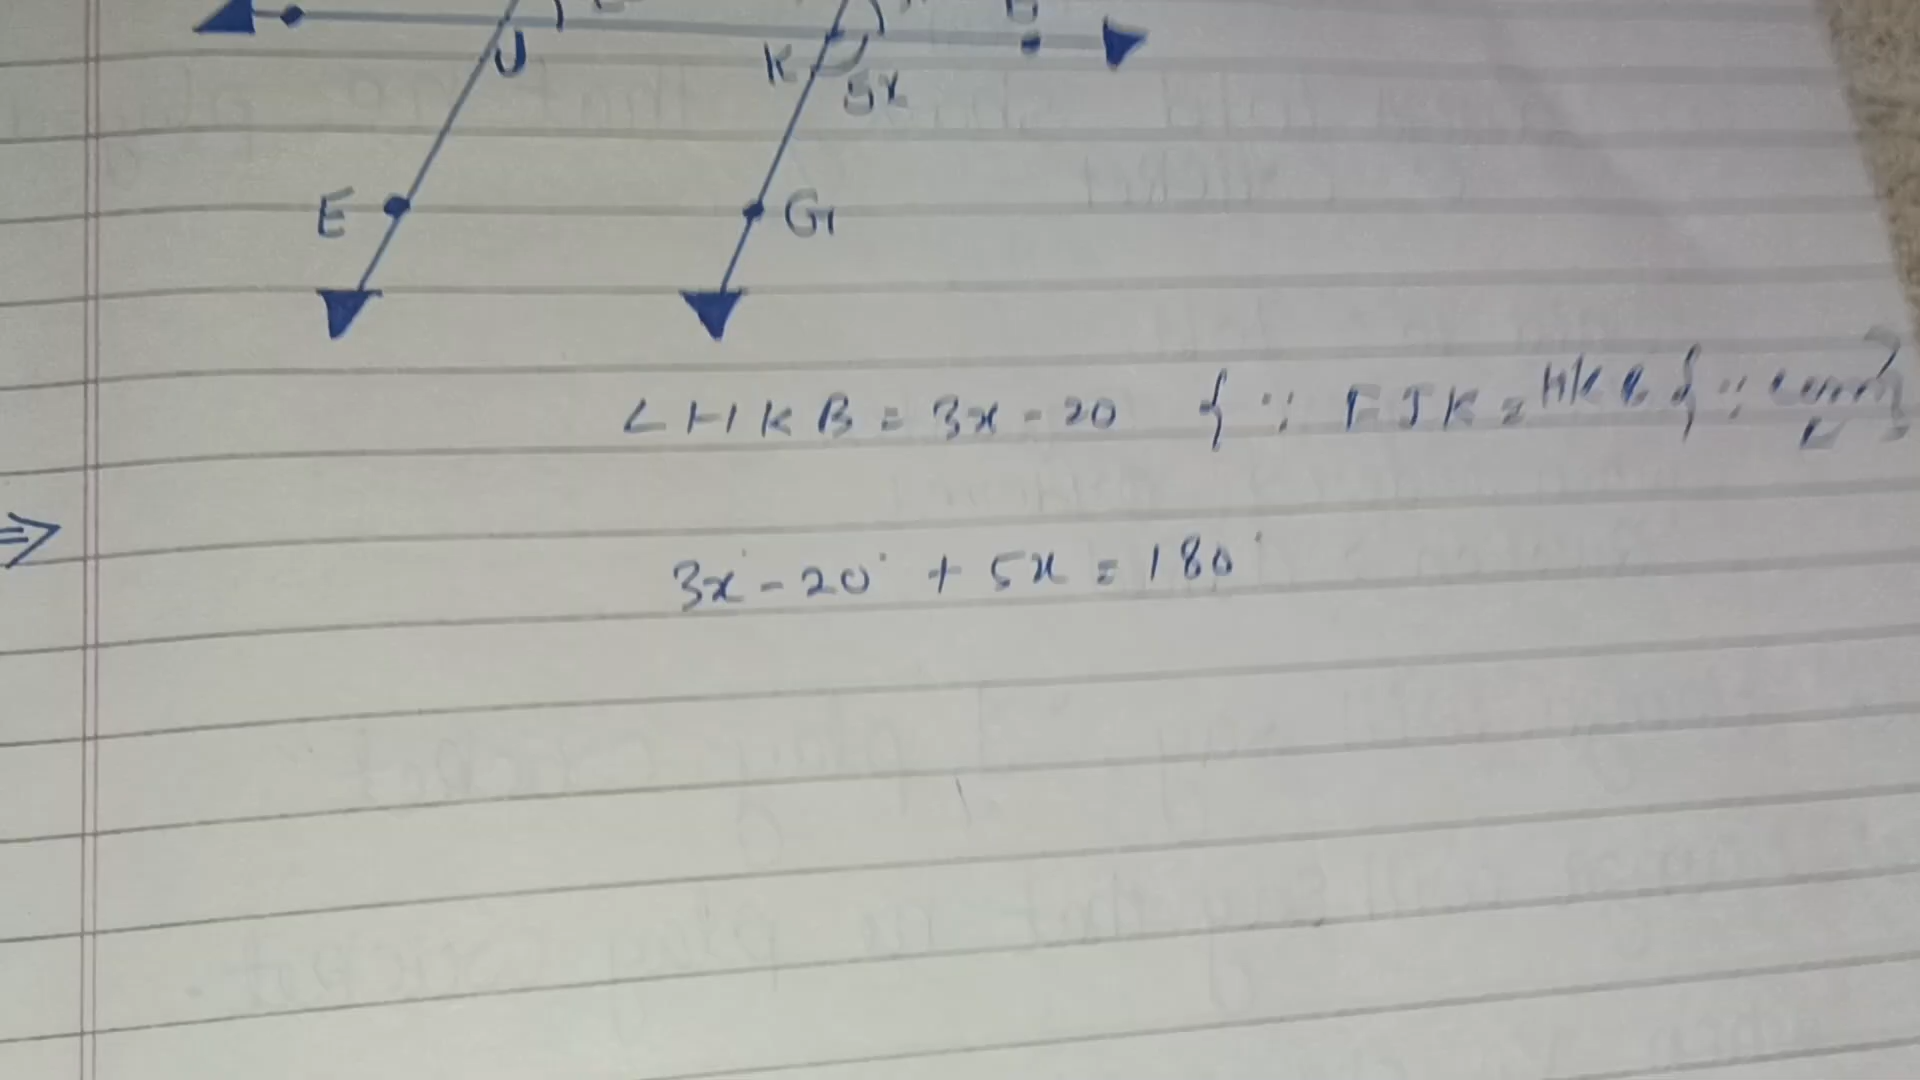 J
K
5x
E
G
∠HKB = 3x - 20 { ∵ FJK = HKB {
⇒
3x° - 20° + 5x = 180°